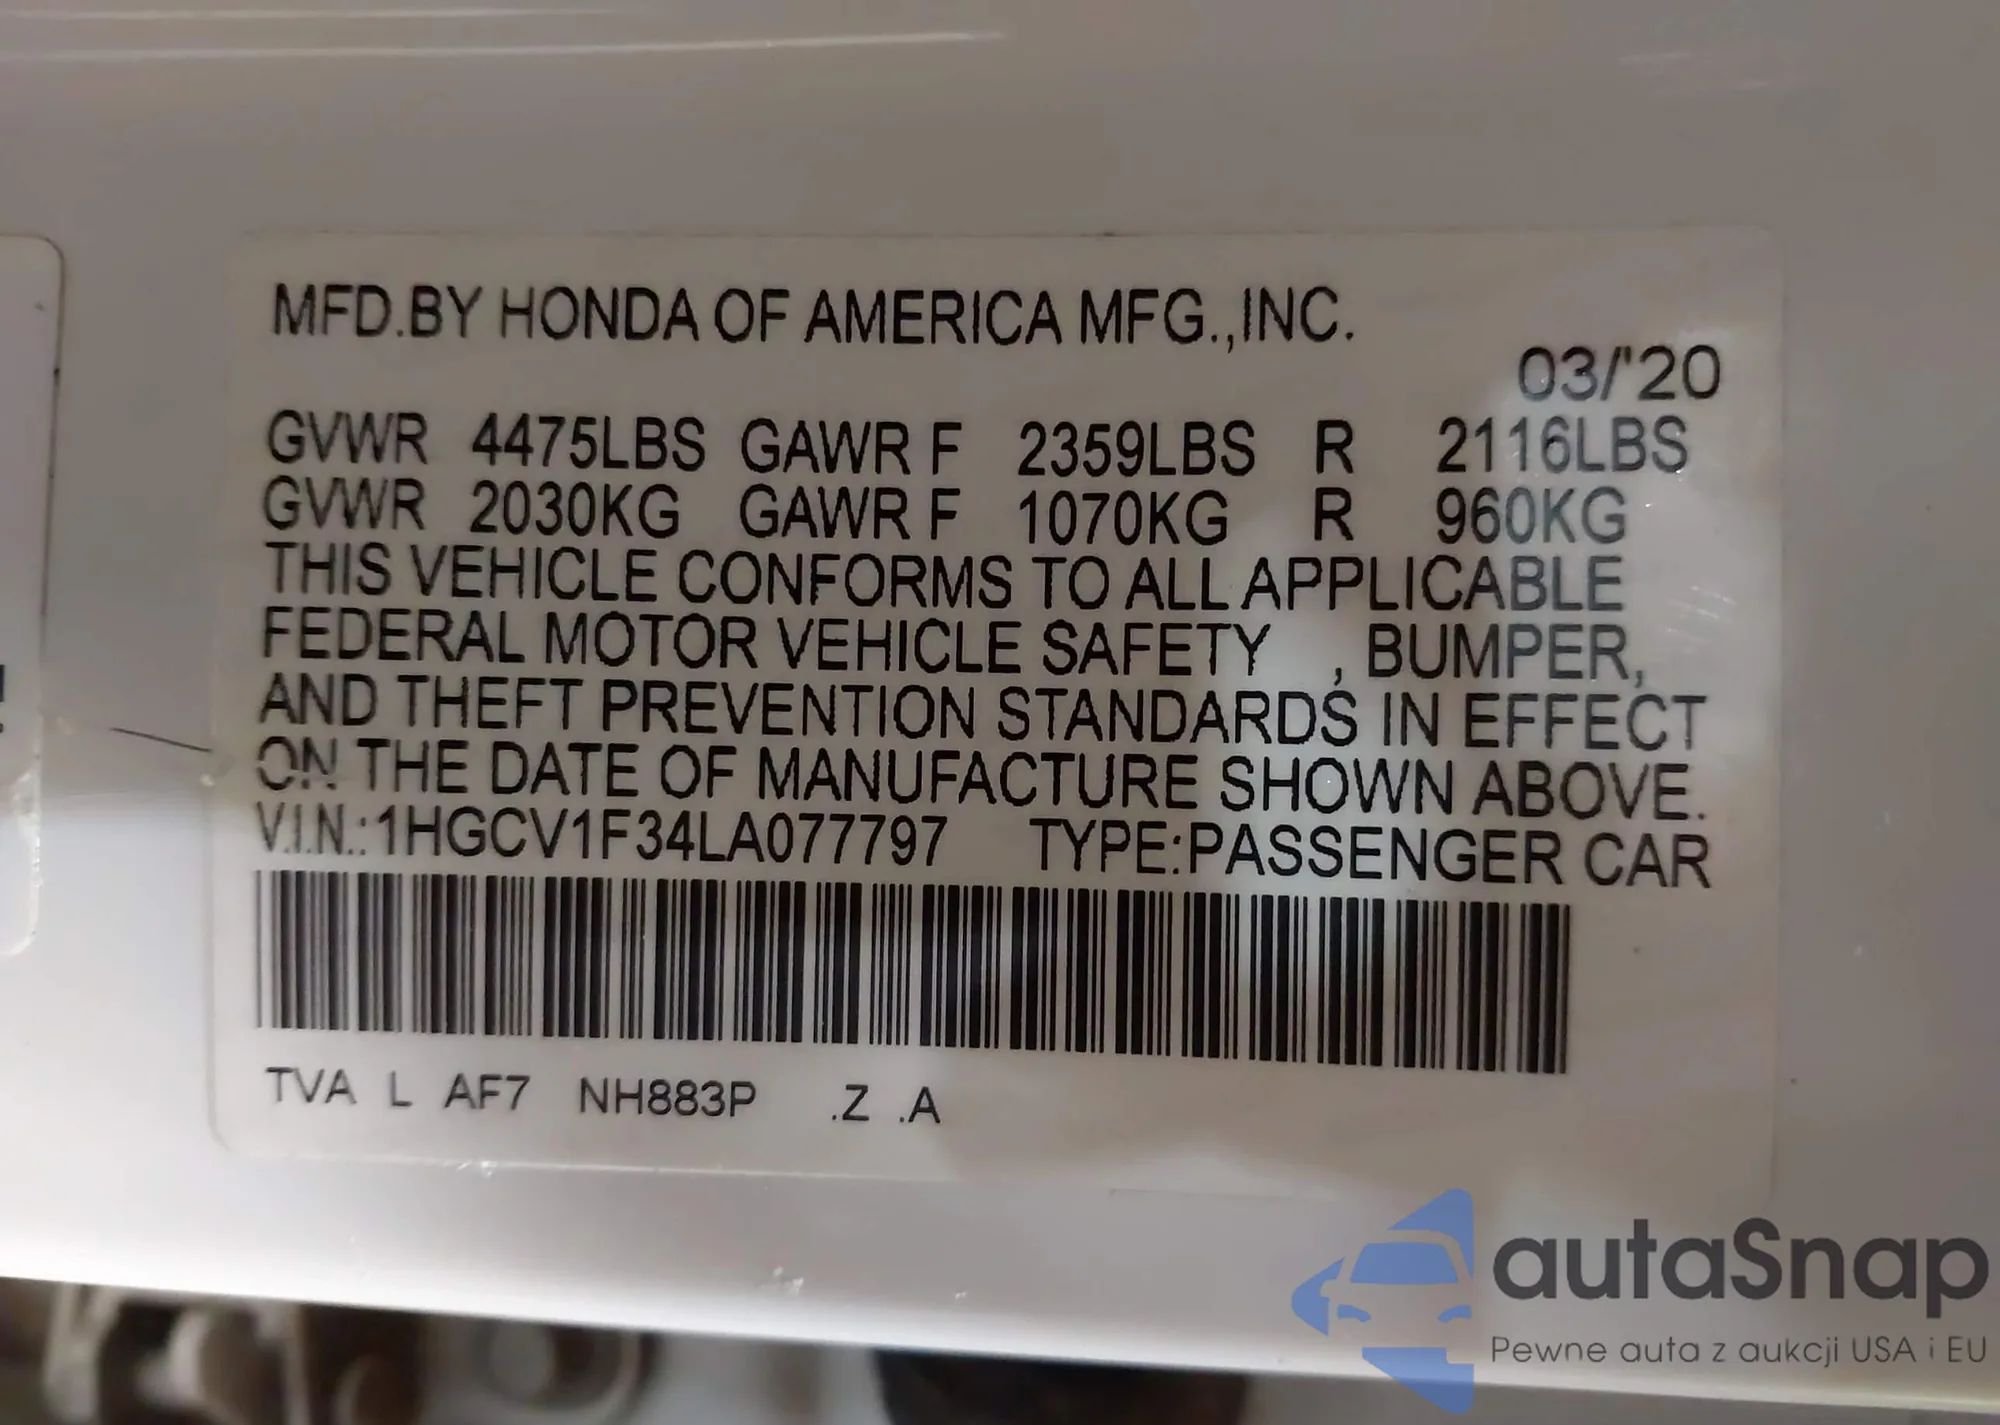 MFD.BY HONDA OF AMERICA MFG.,INC.
03/'20
GVWR 4475LBS GAWR F 2359LBS R 2116LBS
GVWR 2030KG GAWR F 1070KG R 960KG
THIS VEHICLE CONFORMS TO ALL APPLICABLE
FEDERAL MOTOR VEHICLE SAFETY , BUMPER,
AND THEFT PREVENTION STANDARDS IN EFFECT
ON THE DATE OF MANUFACTURE SHOWN ABOVE.
V.I.N.:1HGCV1F34LA077797 TYPE:PASSENGER CAR
TVA L AF7 NH883P .Z .A
autaSnap
Pewne auta z aukcji USA i EU